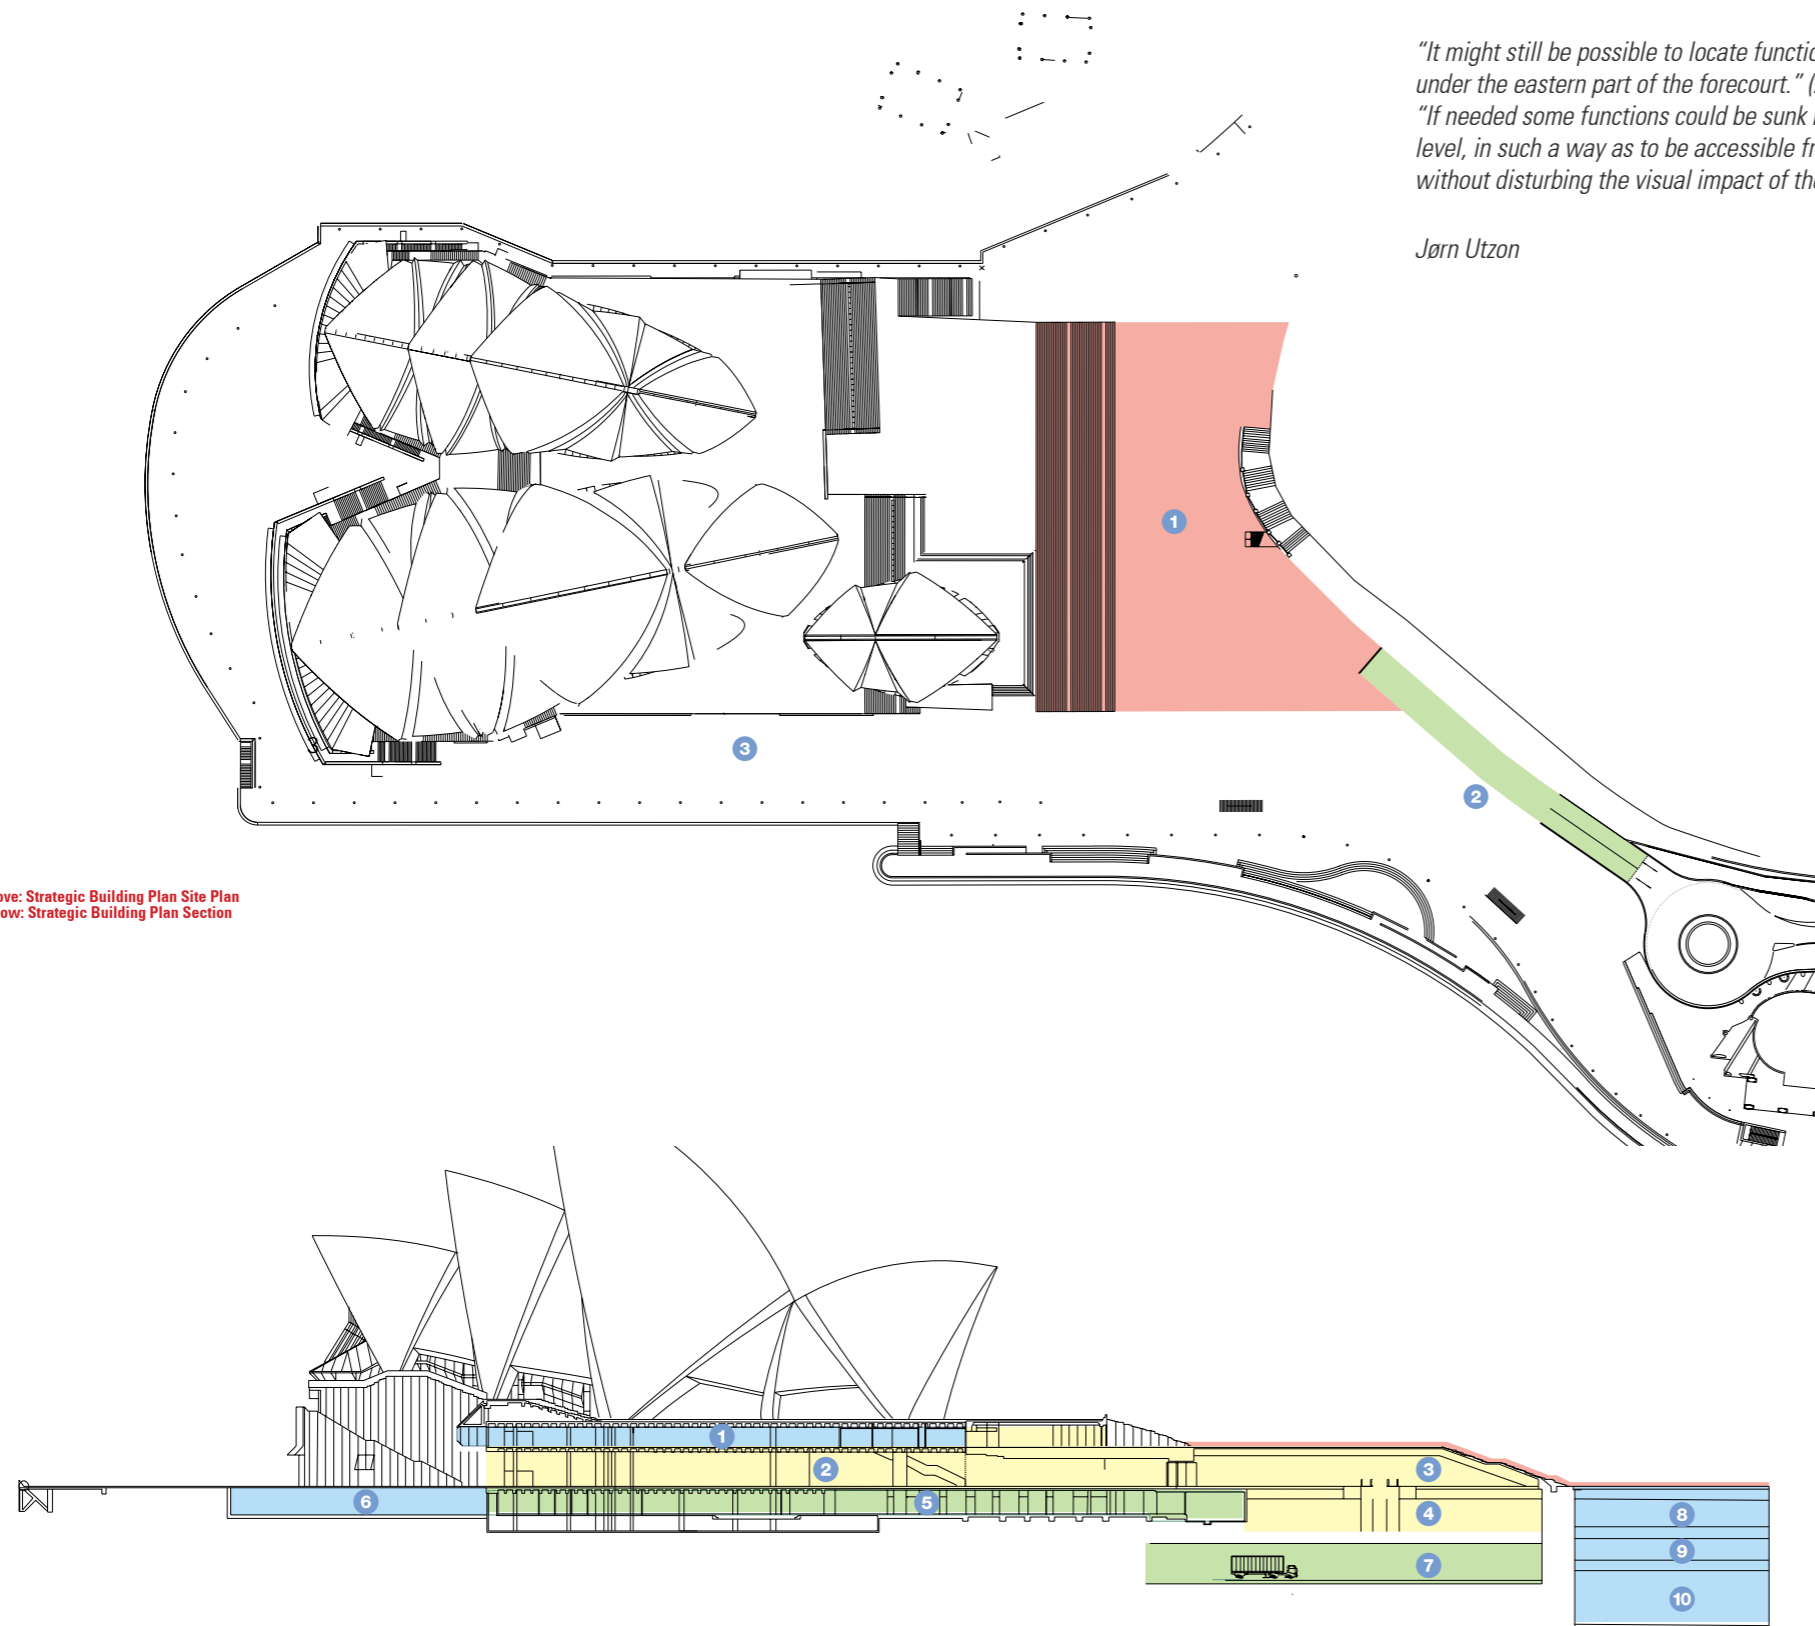 “It might still be possible to locate functio
under the eastern part of the forecourt.” (
“If needed some functions could be sunk
level, in such a way as to be accessible fr
without disturbing the visual impact of the
Jørn Utzon
1
2
3
ove: Strategic Building Plan Site Plan
ow: Strategic Building Plan Section
1
2
3
4
5
6
7
8
9
10